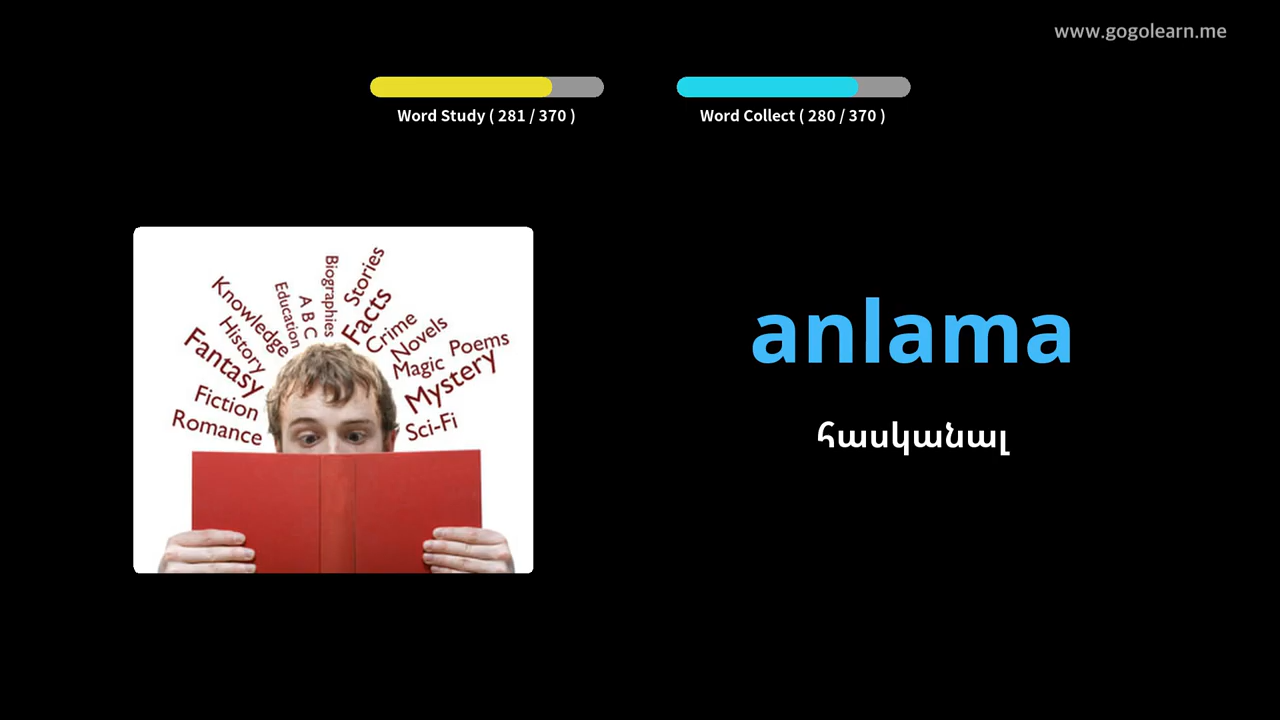 www.gogolearn.me
Word Study ( 281 / 370 )
Word Collect ( 280 / 370 )
Stories
Biographies
Facts
A B C
Education
Knowledge
Crime
History
Novels
Poems
Fantasy
Magic
Mystery
Fiction
Sci-Fi
Romance
anlama
հասկանալ